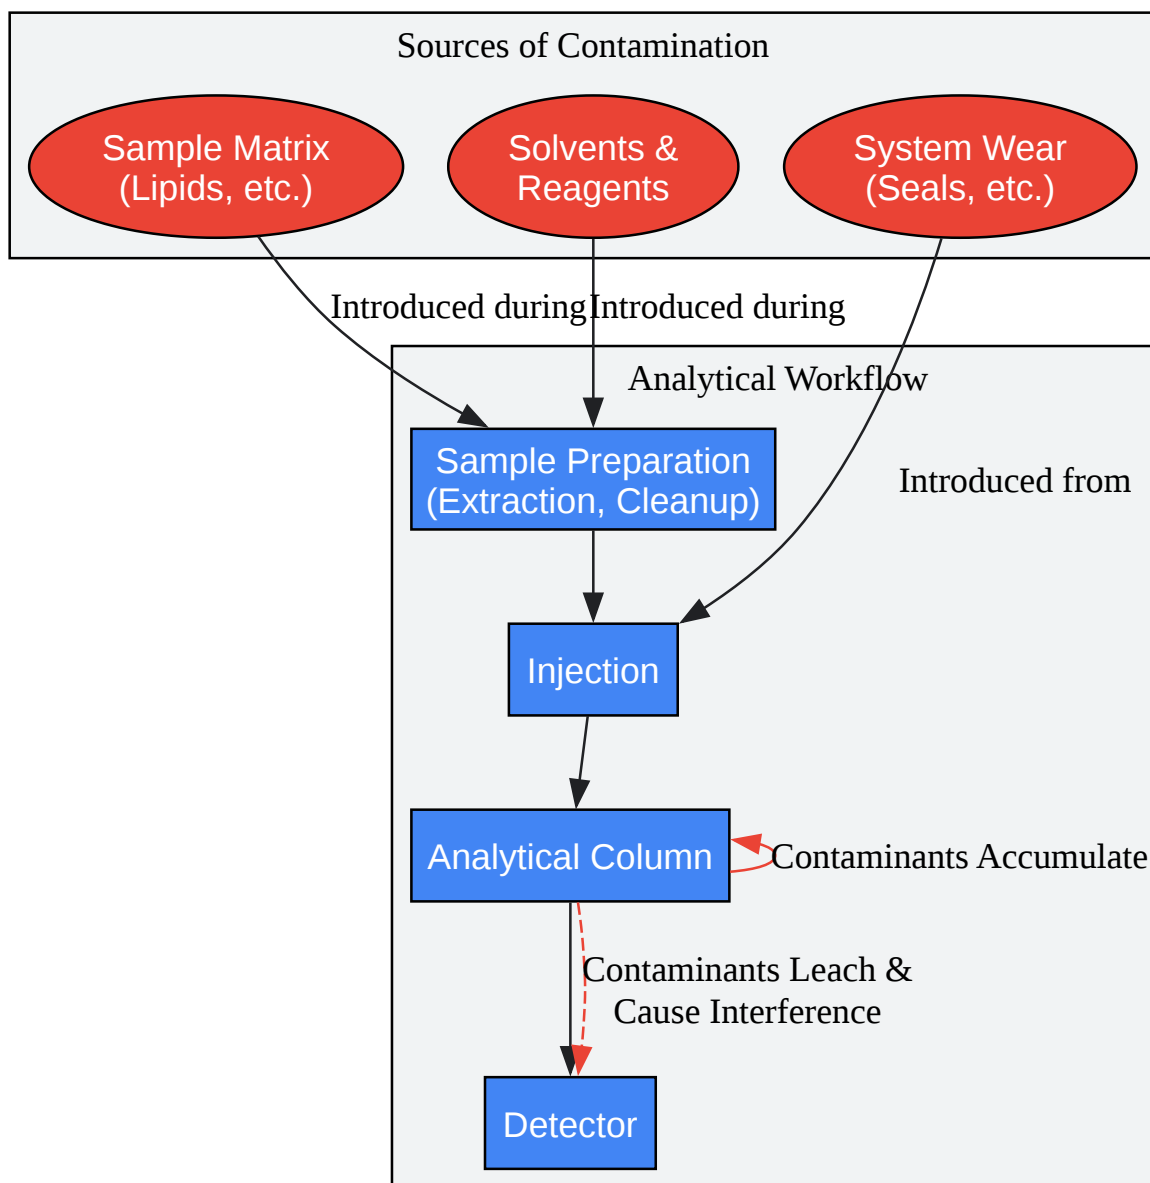 Sources of Contamination
Sample Matrix
(Lipids, etc.)
Solvents &
Reagents
System Wear
(Seals, etc.)
Introduced during
Introduced during
Analytical Workflow
Sample Preparation
(Extraction, Cleanup)
Introduced from
Injection
Analytical Column
Contaminants Accumulate
Contaminants Leach &
Cause Interference
Detector